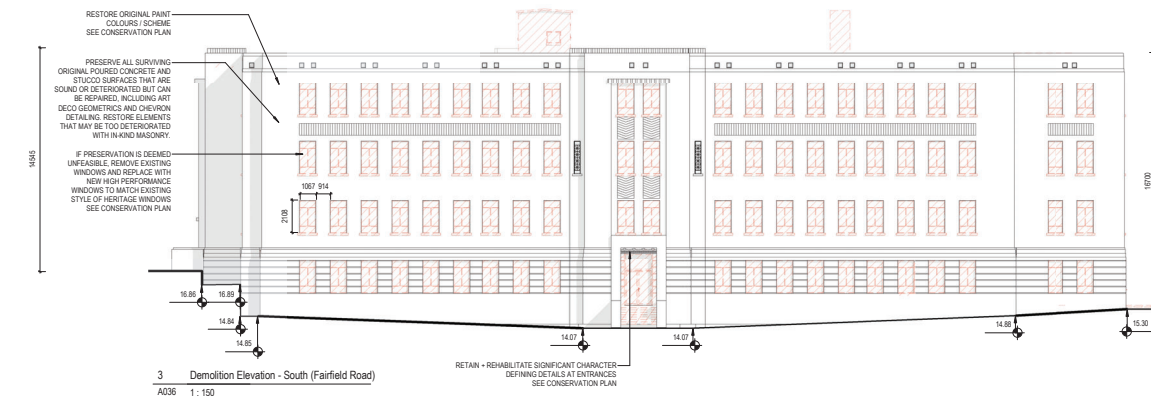 RESTORE ORIGINAL PAINT
COLOURS / SCHEME
SEE CONSERVATION PLAN
PRESERVE ALL SURVIVING
ORIGINAL POURED CONCRETE AND
STUCCO SURFACES THAT ARE
SOUND OR DETERIORATED BUT CAN
BE REPAIRED, INCLUDING ART
DECO GEOMETRICS AND CHEVRON
DETAILING. RESTORE ELEMENTS
THAT MAY BE TOO DETERIORATED
WITH IN-KIND MASONRY.
IF PRESERVATION IS DEEMED
UNFEASIBLE, REMOVE EXISTING
WINDOWS AND REPLACE WITH
NEW HIGH PERFORMANCE
WINDOWS TO MATCH EXISTING
STYLE OF HERITAGE WINDOWS
SEE CONSERVATION PLAN
14545
16700
1067 914
2108
16.86
16.89
14.84
14.85
14.07
14.07
14.88
15.30
RETAIN + REHABILITATE SIGNIFICANT CHARACTER
DEFINING DETAILS AT ENTRANCES
SEE CONSERVATION PLAN
3 Demolition Elevation - South (Fairfield Road)
A036 1 : 150